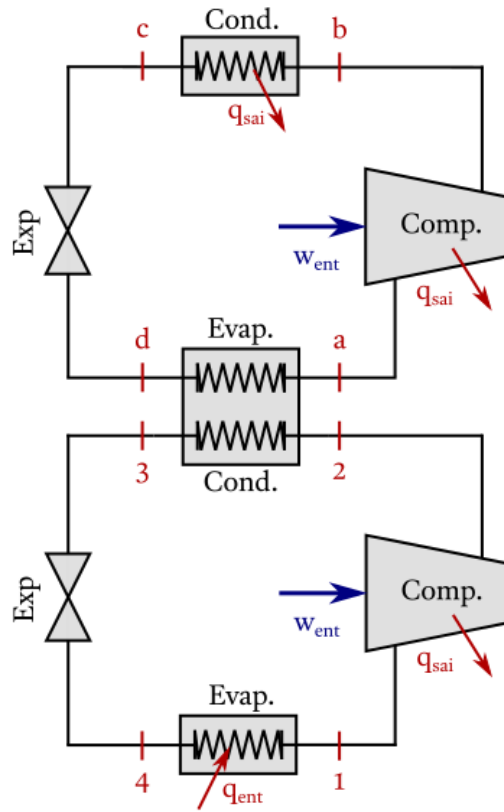 c
Cond.
b
q_sai
Exp
Comp.
w_ent
q_sai
d
Evap.
a
3
Cond.
2
Exp
Comp.
w_ent
q_sai
Evap.
4
q_ent
1